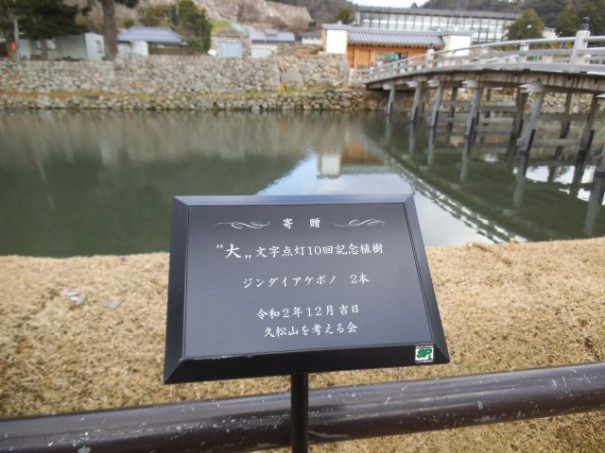 寄贈
“大„ 文字点灯10回記念植樹
ジンダイアケボノ 2本
令和2年12月吉日
久松山を考える会